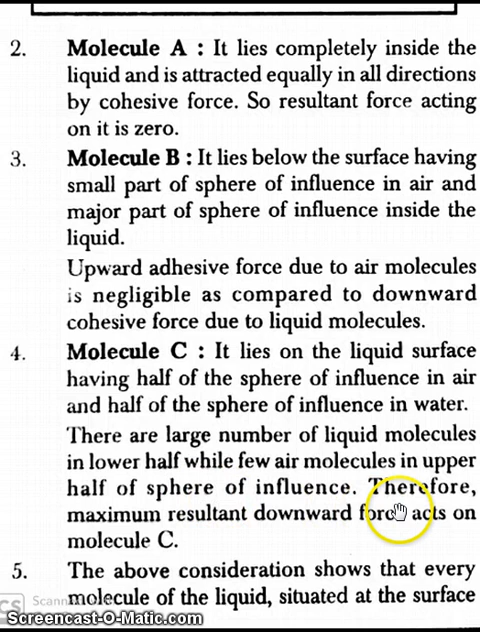 2. Molecule A : It lies completely inside the
liquid and is attracted equally in all directions
by cohesive force. So resultant force acting
on it is zero.
3. Molecule B : It lies below the surface having
small part of sphere of influence in air and
major part of sphere of influence inside the
liquid.
Upward adhesive force due to air molecules
is negligible as compared to downward
cohesive force due to liquid molecules.
4. Molecule C : It lies on the liquid surface
having half of the sphere of influence in air
and half of the sphere of influence in water.
There are large number of liquid molecules
in lower half while few air molecules in upper
half of sphere of influence. Therefore,
maximum resultant downward force acts on
molecule C.
5. The above consideration shows that every
CS Scann
molecule of the liquid, situated at the surface
Screencast-O-Matic.com